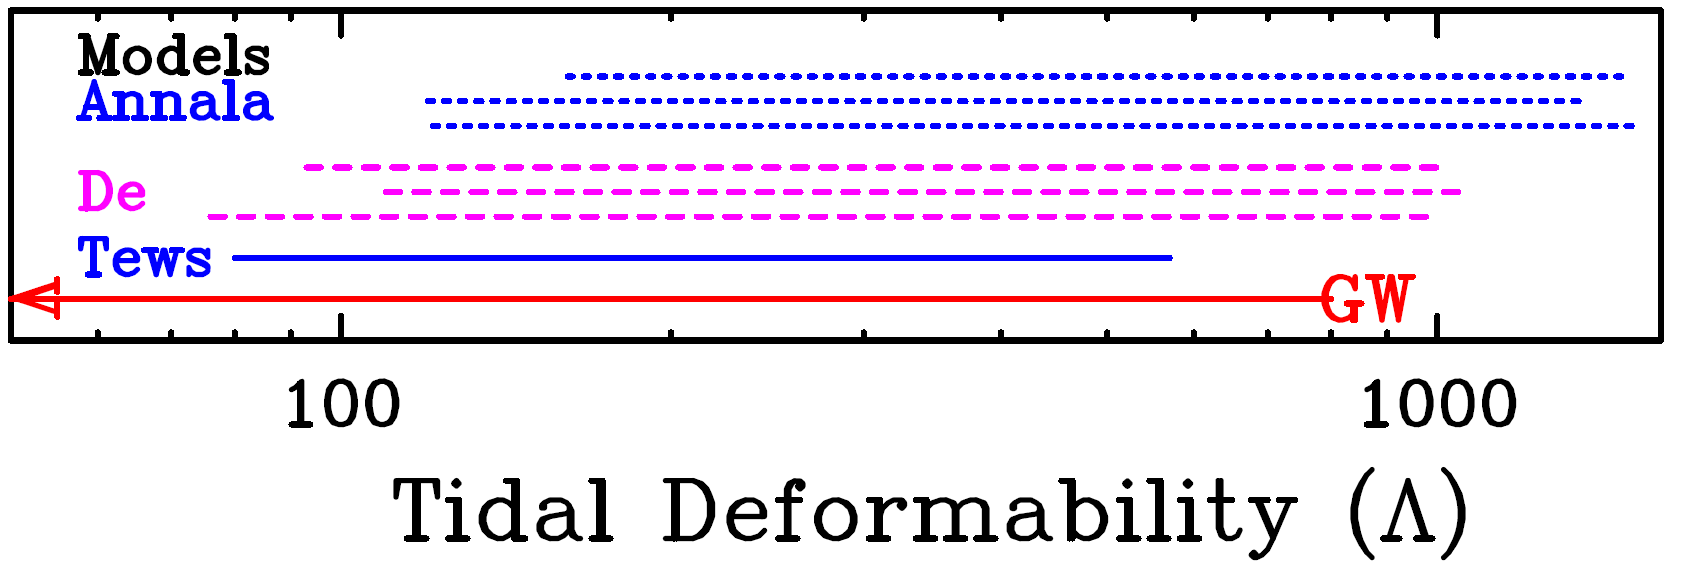 Models
Annala
De
Tews
GW
100 1000
Tidal Deformability (Λ)